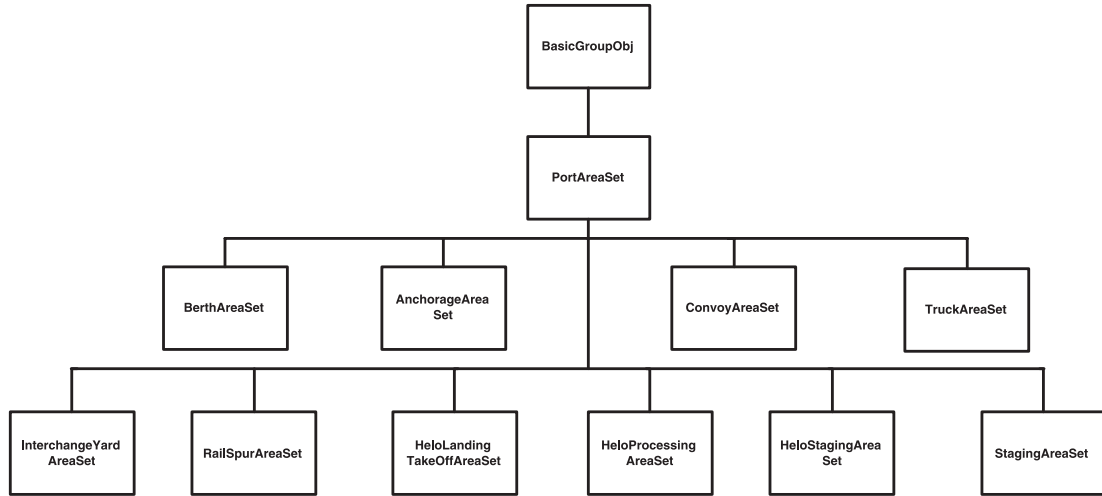 BasicGroupObj
PortAreaSet
BerthAreaSet
AnchorageArea
Set
ConvoyAreaSet
TruckAreaSet
InterchangeYard
AreaSet
RailSpurAreaSet
HeloLanding
TakeOffAreaSet
HeloProcessing
AreaSet
HeloStagingArea
Set
StagingAreaSet